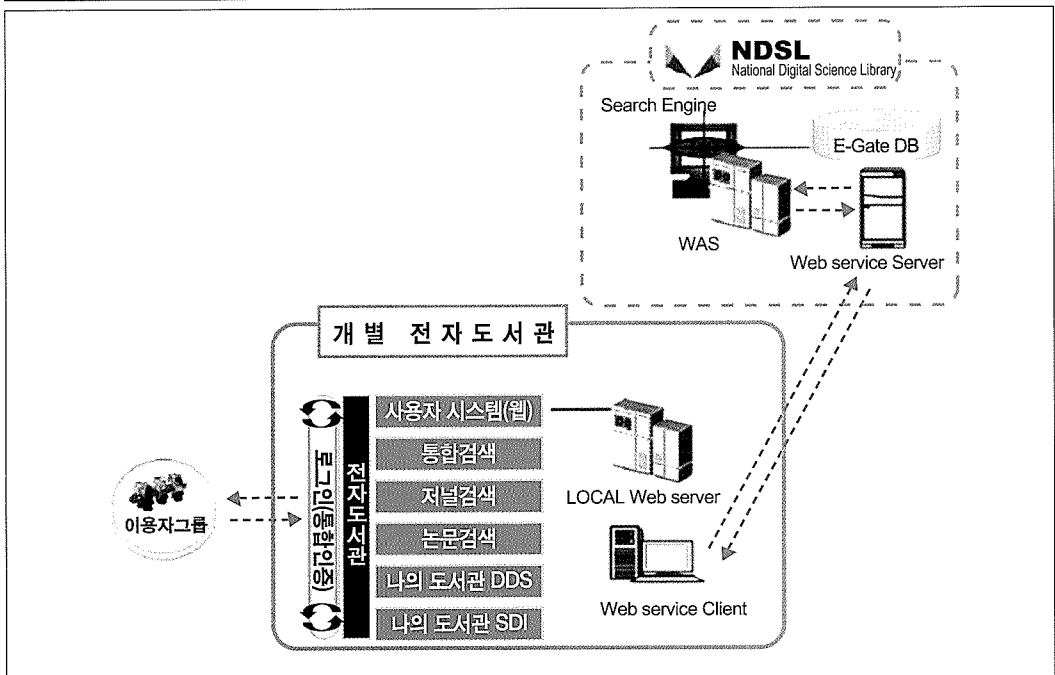 NDSL
National Digital Science Library
Search Engine
E-Gate DB
WAS
Web service Server
개별 전자도서관
사용자 시스템(웹)
통합검색
저널검색
논문검색
나의 도서관 DDS
나의 도서관 SDI
전자도서관
로그인(통합인증)
이용자그룹
LOCAL Web server
Web service Client